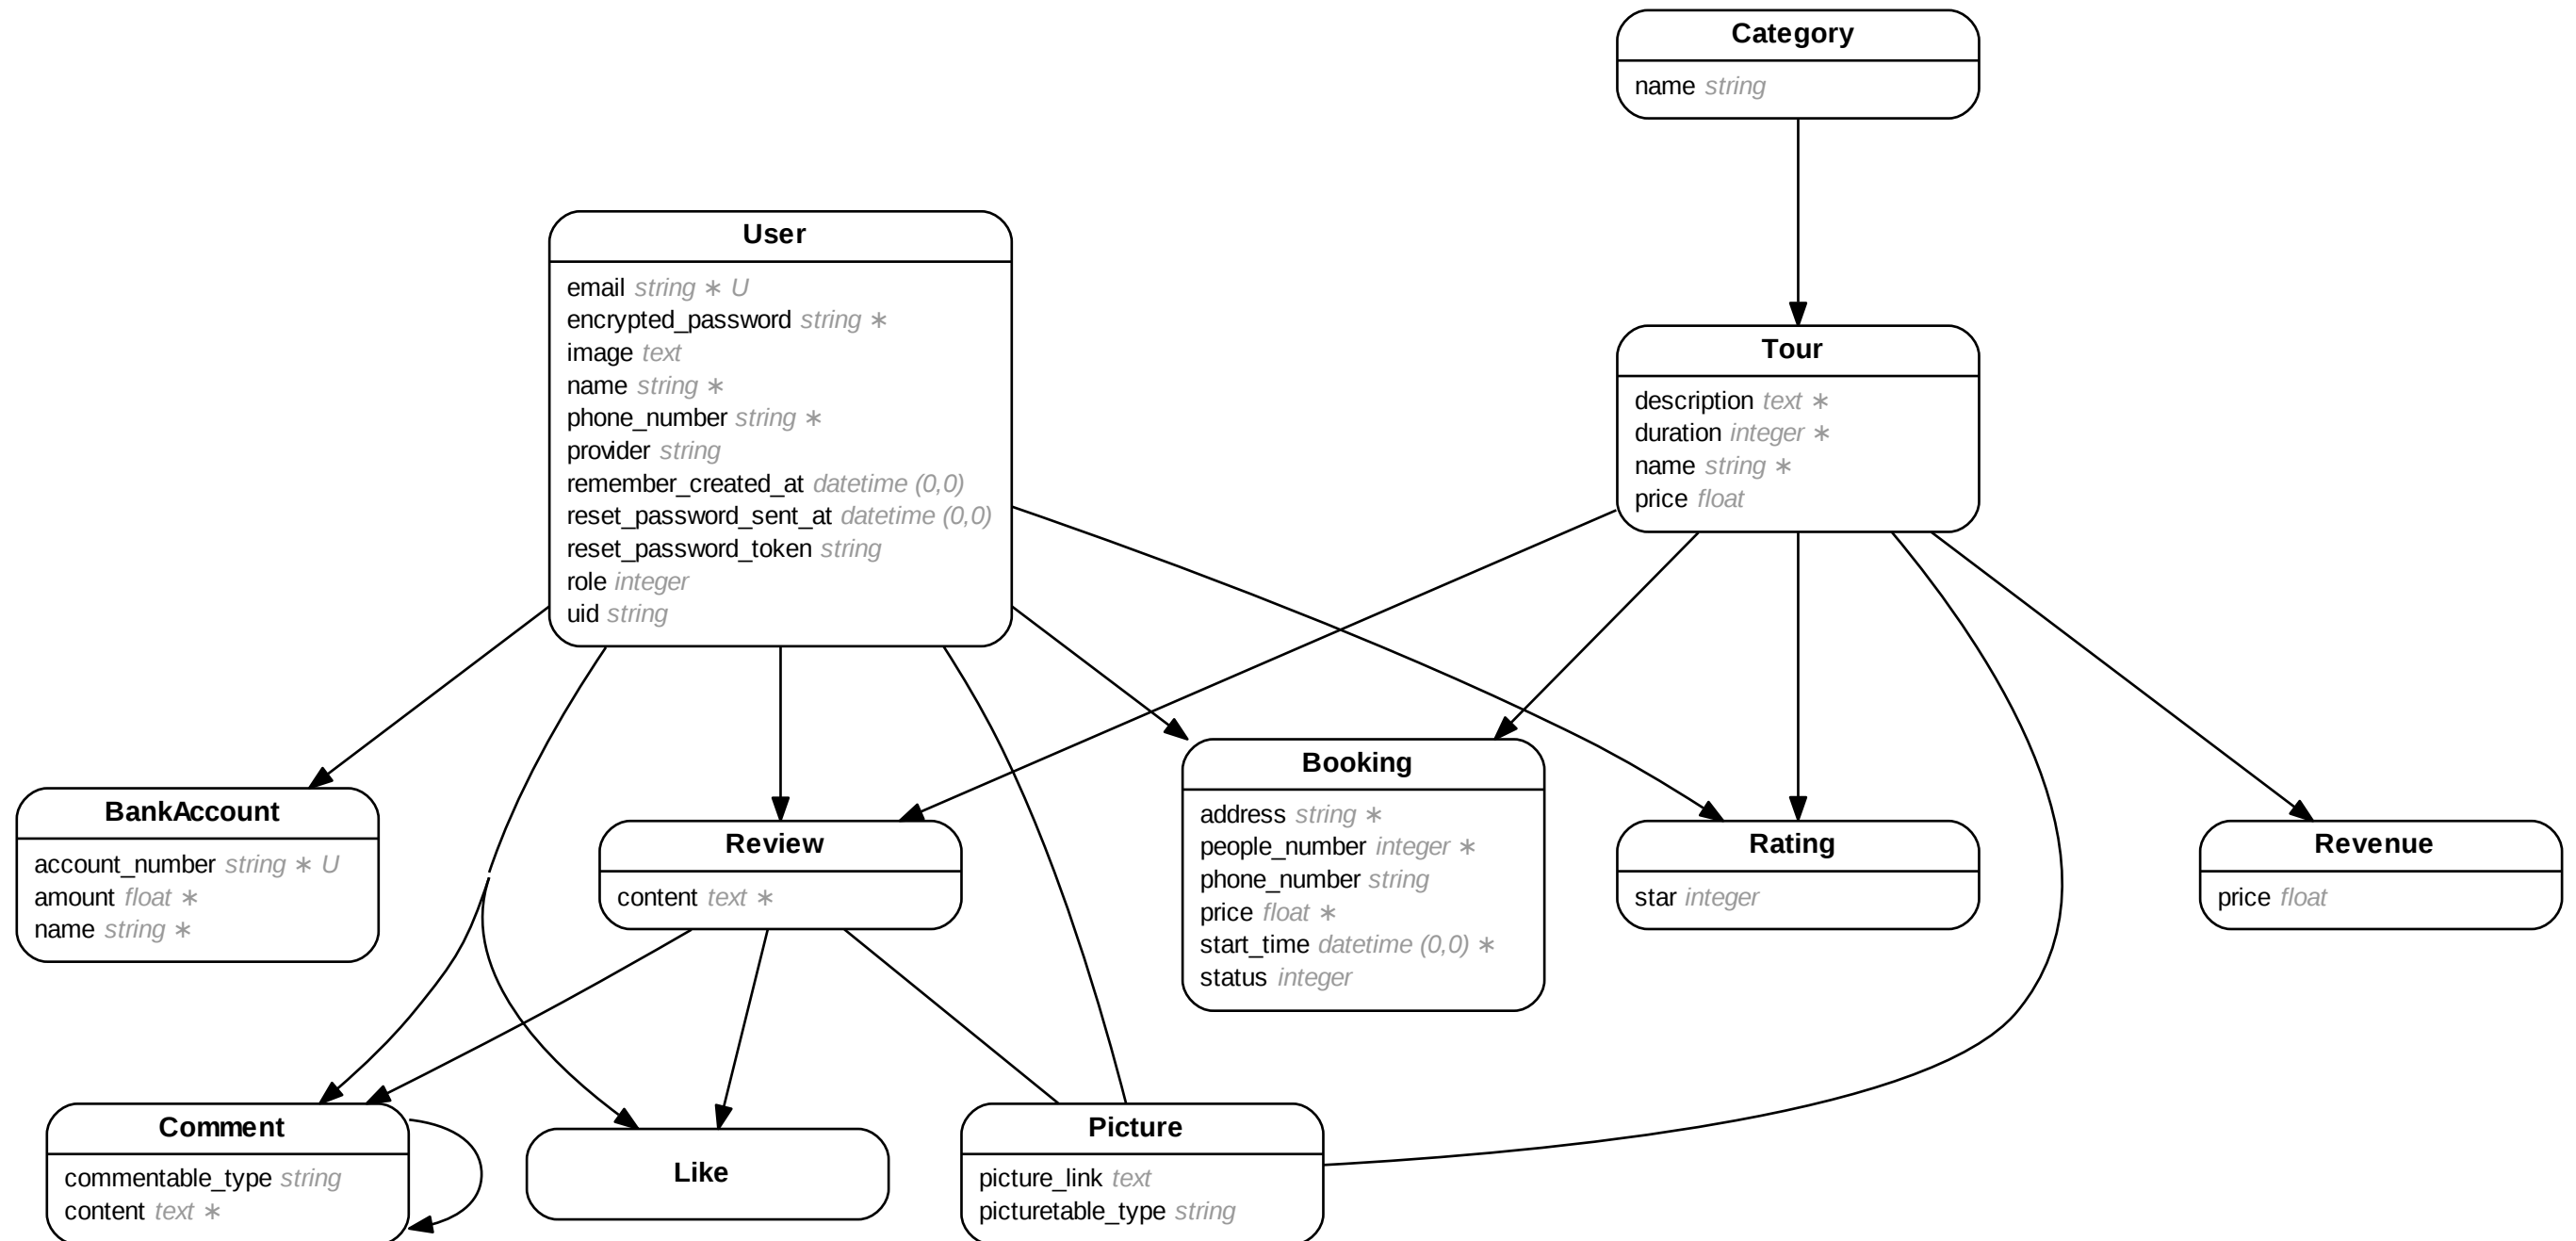 Category
name string
User
email string ∗ U
encrypted_password string ∗
image text
name string ∗
phone_number string ∗
provider string
remember_created_at datetime (0,0)
reset_password_sent_at datetime (0,0)
reset_password_token string
role integer
uid string
Tour
description text ∗
duration integer ∗
name string ∗
price float
BankAccount
account_number string ∗ U
amount float ∗
name string ∗
Review
content text ∗
Booking
address string ∗
people_number integer ∗
phone_number string
price float ∗
start_time datetime (0,0) ∗
status integer
Rating
star integer
Revenue
price float
Comment
commentable_type string
content text ∗
Like
Picture
picture_link text
picturetable_type string